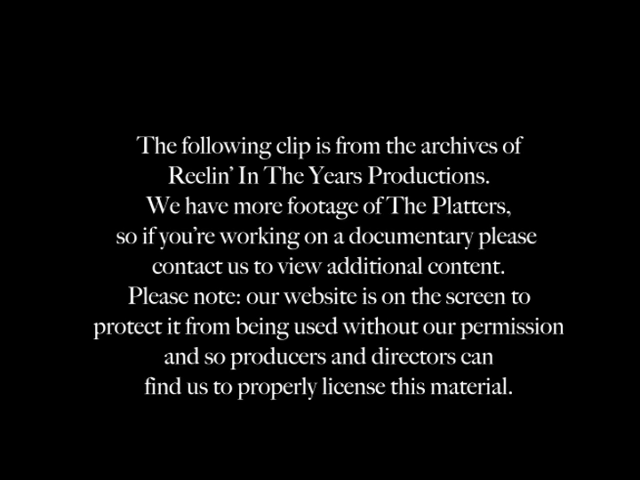 The following clip is from the archives of
Reelin’ In The Years Productions.
We have more footage of The Platters,
so if you’re working on a documentary please
contact us to view additional content.
Please note: our website is on the screen to
protect it from being used without our permission
and so producers and directors can
find us to properly license this material.